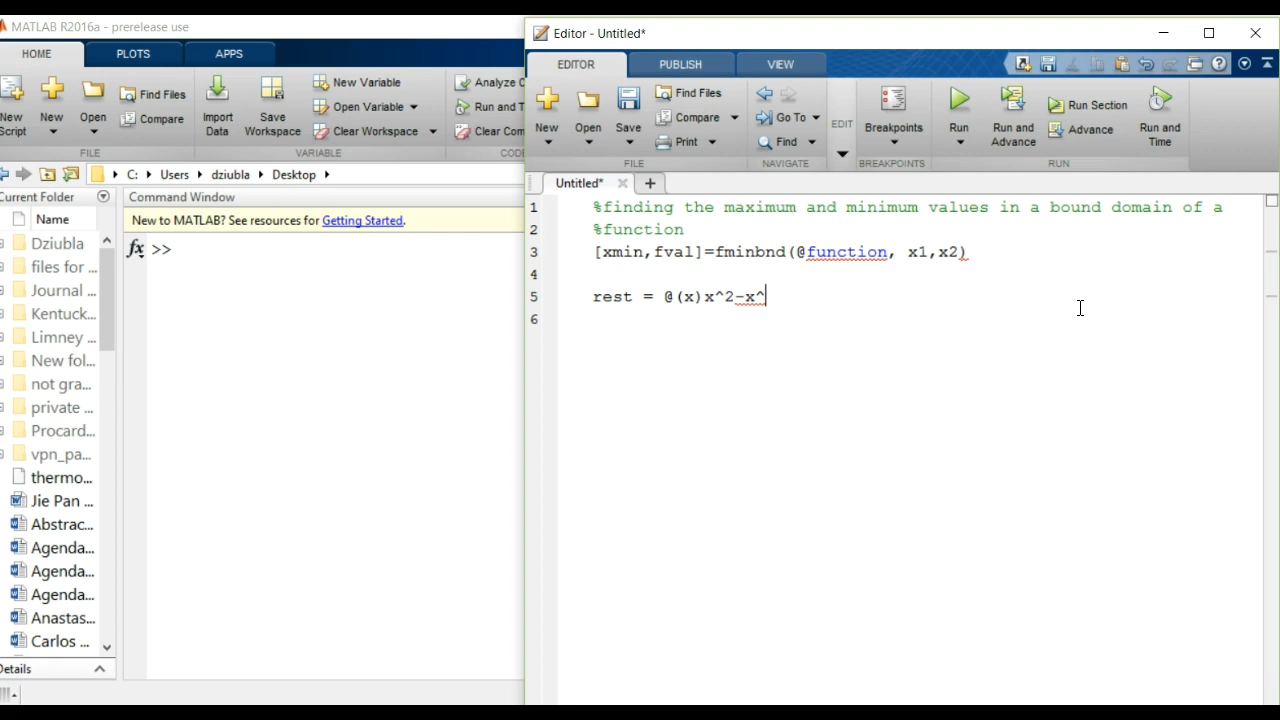 MATLAB R2016a - prerelease use
HOME PLOTS APPS
New Script
New
Open
Find Files
Compare
Import Data
Save Workspace
New Variable
Open Variable
Clear Workspace
Analyze C
Run and T
Clear Com
FILE VARIABLE CODE
C: Users dziubla Desktop
Current Folder
Name
Dziubla
files for ...
Journal ...
Kentuck...
Limney ...
New fol...
not gra...
private ...
Procard...
vpn_pa...
thermo...
Jie Pan ...
Abstrac...
Agenda...
Agenda...
Agenda...
Anastas...
Carlos ...
Details
Command Window
New to MATLAB? See resources for Getting Started.
fx >>
Editor - Untitled*
EDITOR PUBLISH VIEW
New
Open
Save
Find Files
Compare
Print
Go To
Find
EDIT
Breakpoints
Run
Run and Advance
Run Section
Advance
Run and Time
FILE NAVIGATE BREAKPOINTS RUN
Untitled*
1 %finding the maximum and minimum values in a bound domain of a
2 %function
3 [xmin,fval]=fminbnd(@function, x1,x2)
4
5 rest = @(x)x^2-x^
6